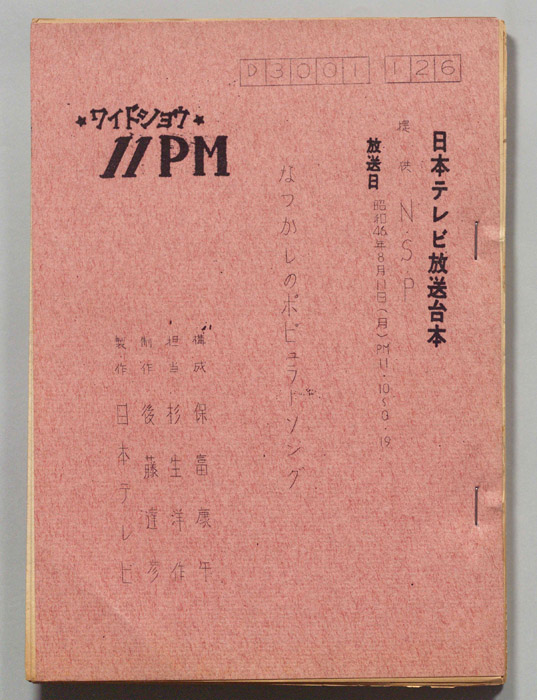 D3001 126
日本テレビ放送台本
提供 N・S・P
放送日 昭和46年8月11日(月)PM11・10〜0・19
★ワイドショウ★
11PM
なつかしのポピュラーソング
構成 保富康午
担当 杉生洋作
制作 後藤達彦
製作 日本テレビ